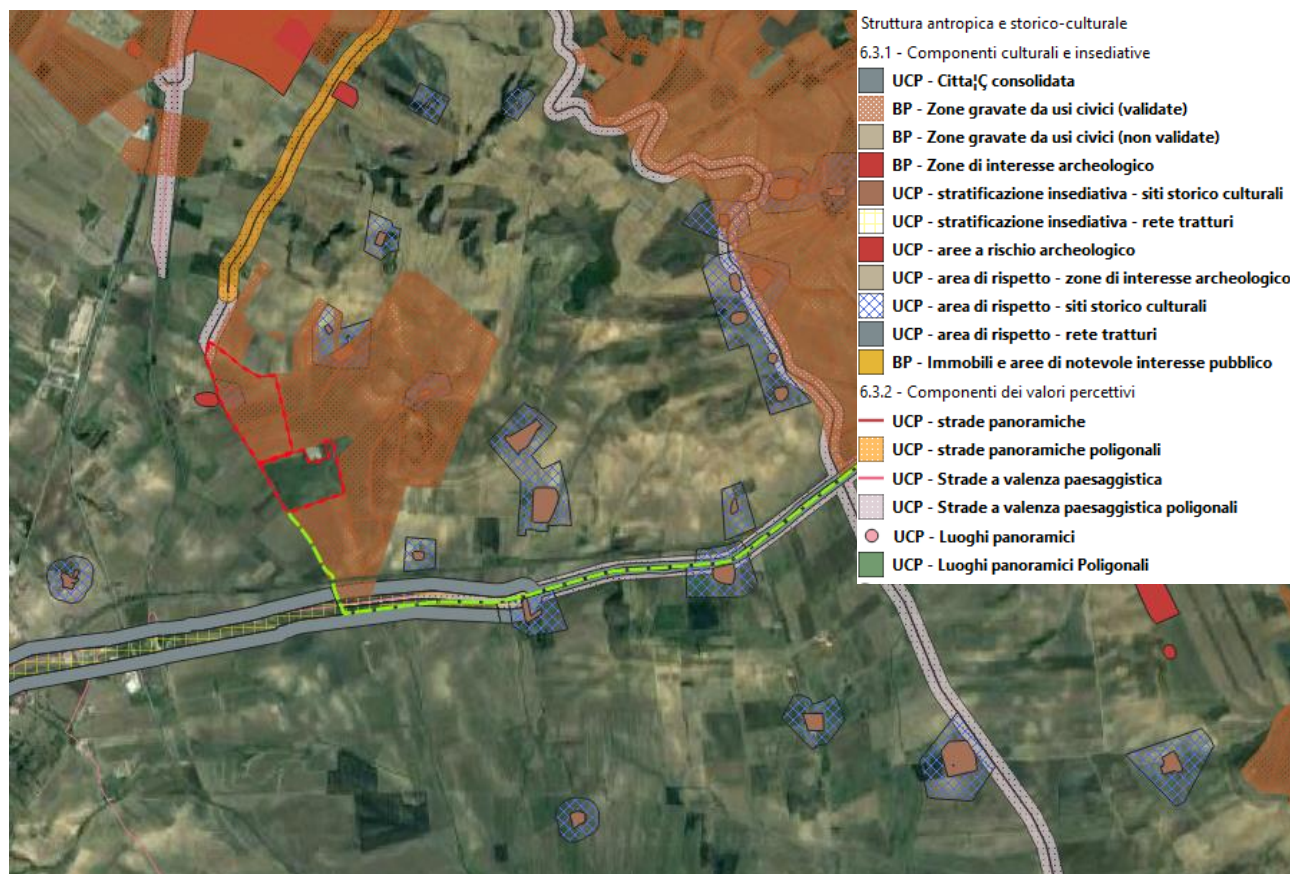 Struttura antropica e storico-culturale
6.3.1 - Componenti culturali e insediative
UCP - Citta¦Ç consolidata
BP - Zone gravate da usi civici (validate)
BP - Zone gravate da usi civici (non validate)
BP - Zone di interesse archeologico
UCP - stratificazione insediativa - siti storico culturali
UCP - stratificazione insediativa - rete tratturi
UCP - aree a rischio archeologico
UCP - area di rispetto - zone di interesse archeologico
UCP - area di rispetto - siti storico culturali
UCP - area di rispetto - rete tratturi
BP - Immobili e aree di notevole interesse pubblico
6.3.2 - Componenti dei valori percettivi
UCP - strade panoramiche
UCP - strade panoramiche poligonali
UCP - Strade a valenza paesaggistica
UCP - Strade a valenza paesaggistica poligonali
UCP - Luoghi panoramici
UCP - Luoghi panoramici Poligonali